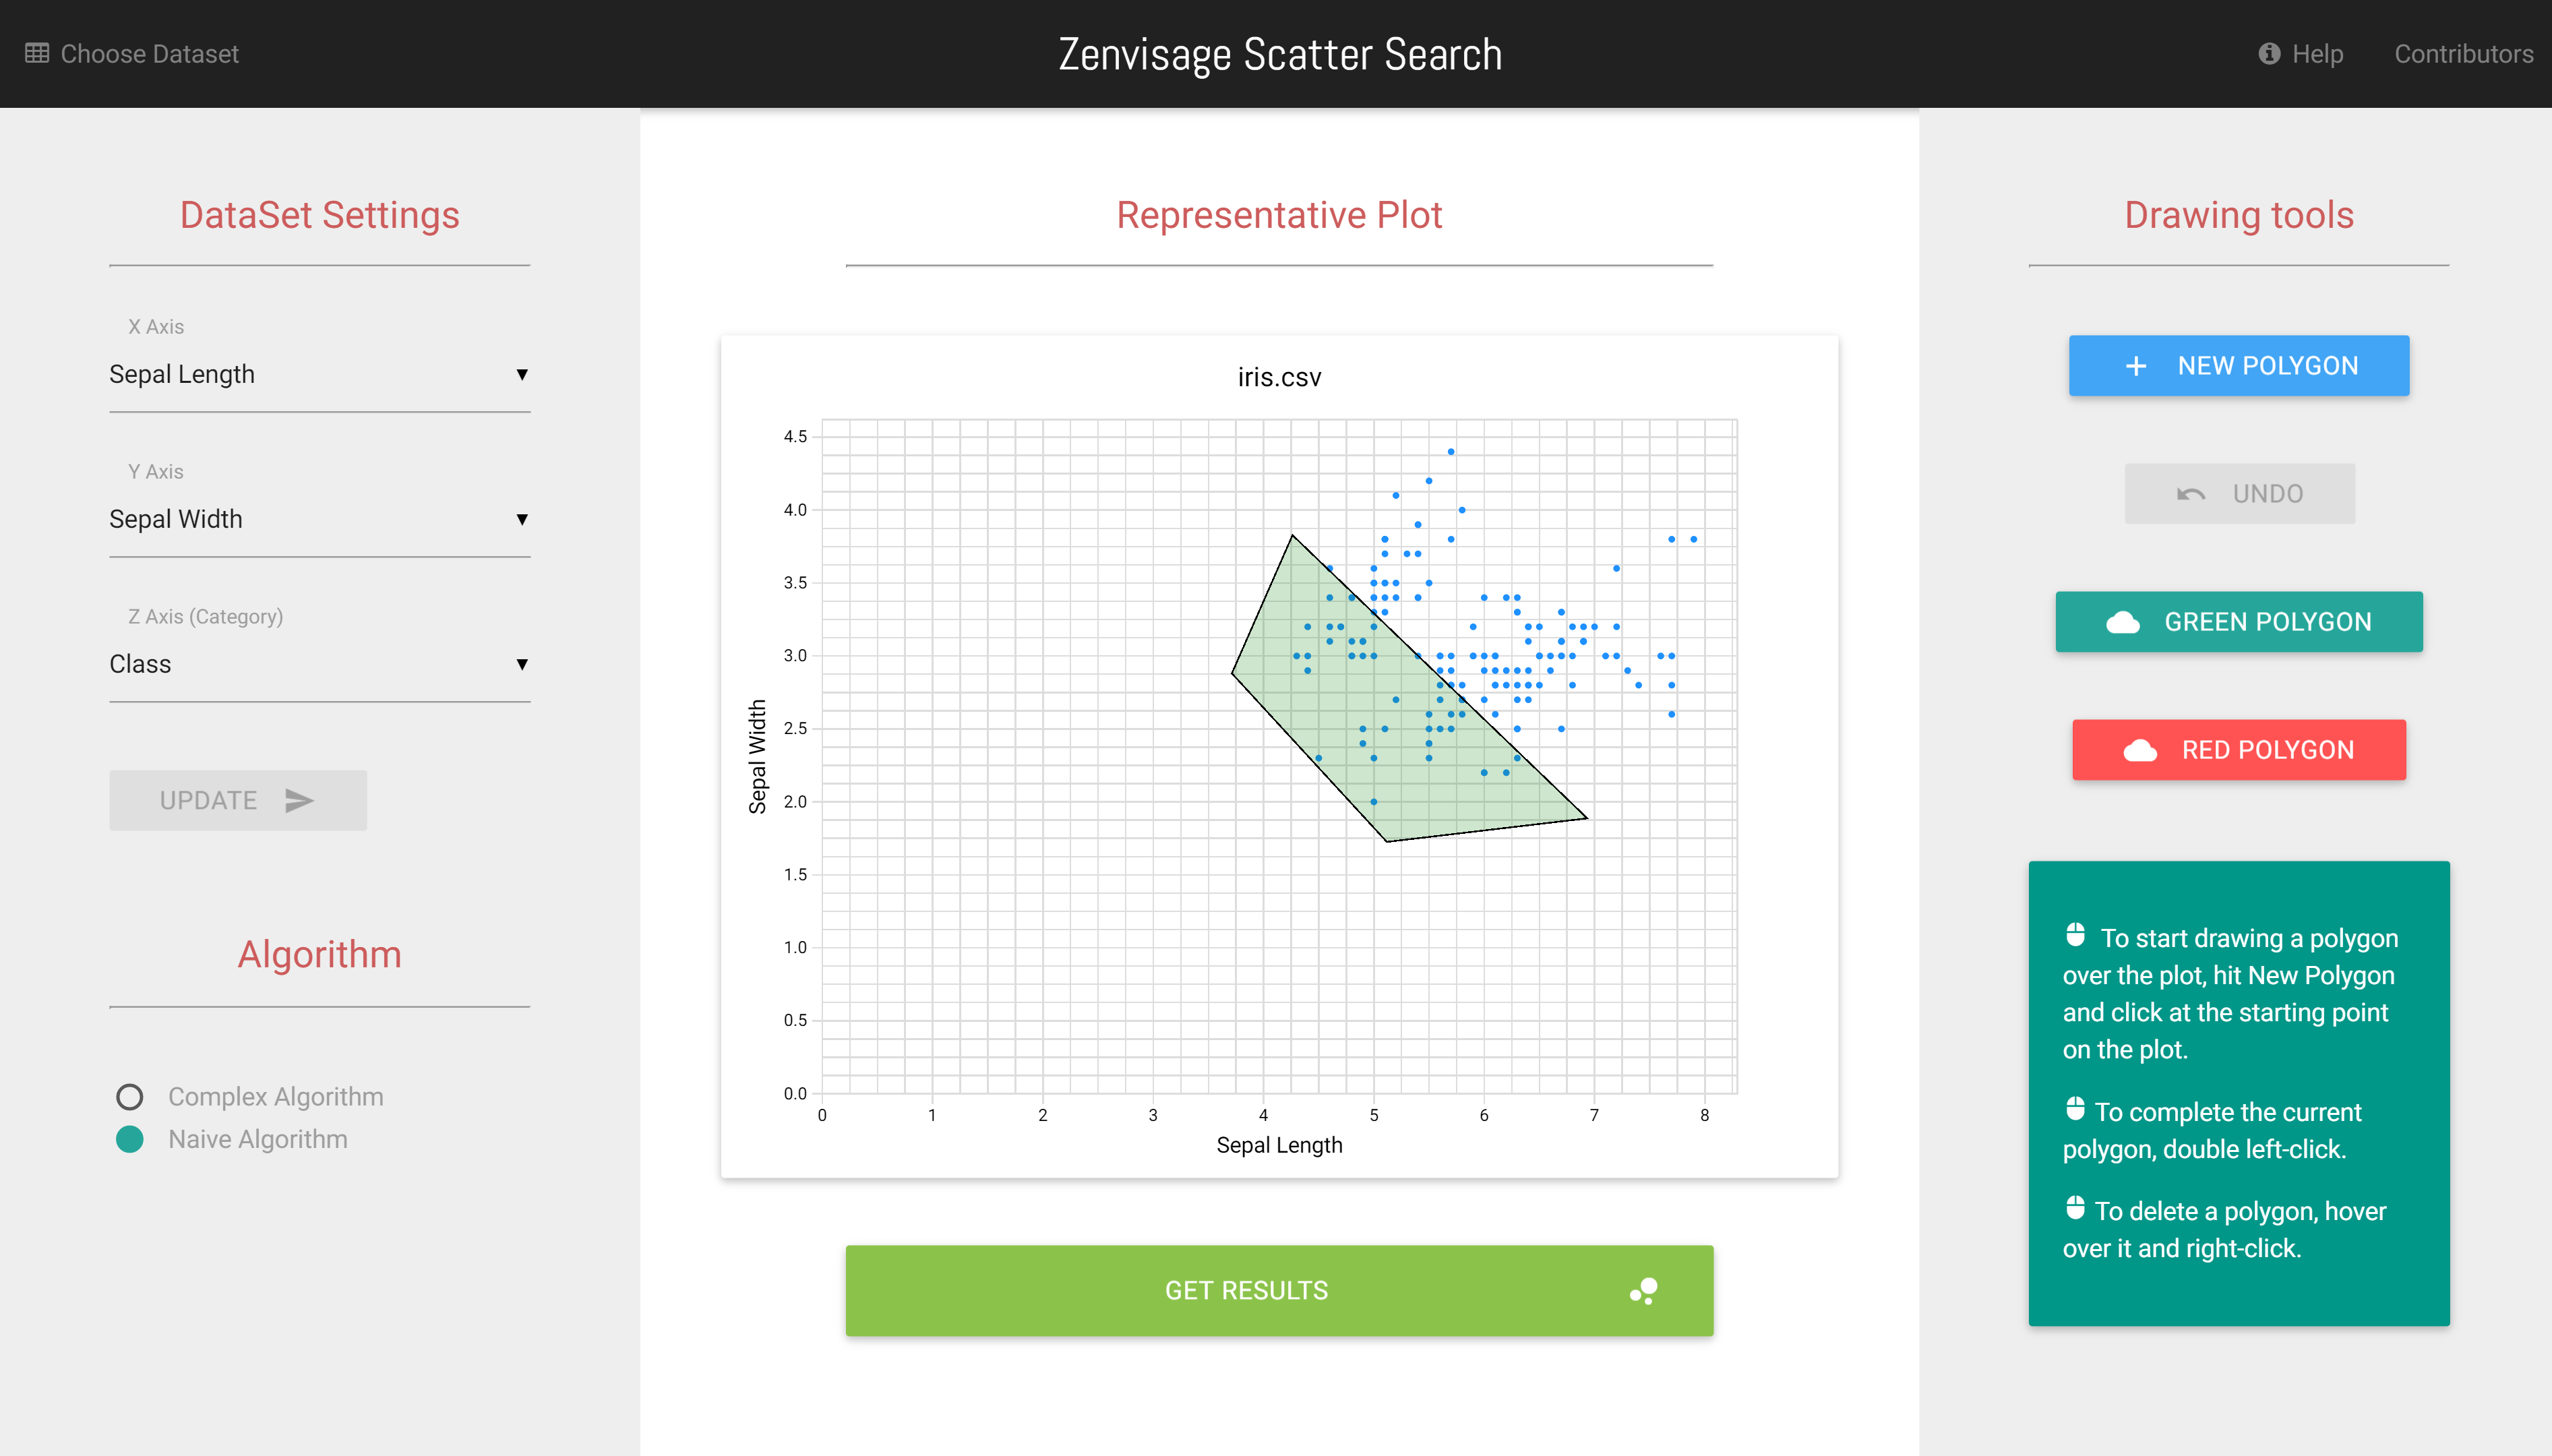 Choose Dataset
Zenvisage Scatter Search
Help
Contributors
DataSet Settings
X Axis
Sepal Length
Y Axis
Sepal Width
Z Axis (Category)
Class
UPDATE
Algorithm
Complex Algorithm
Naive Algorithm
Representative Plot
iris.csv
4.5
4.0
3.5
3.0
2.5
2.0
1.5
1.0
0.5
0.0
Sepal Width
0 1 2 3 4 5 6 7 8
Sepal Length
GET RESULTS
Drawing tools
NEW POLYGON
UNDO
GREEN POLYGON
RED POLYGON
To start drawing a polygon
over the plot, hit New Polygon
and click at the starting point
on the plot.
To complete the current
polygon, double left-click.
To delete a polygon, hover
over it and right-click.